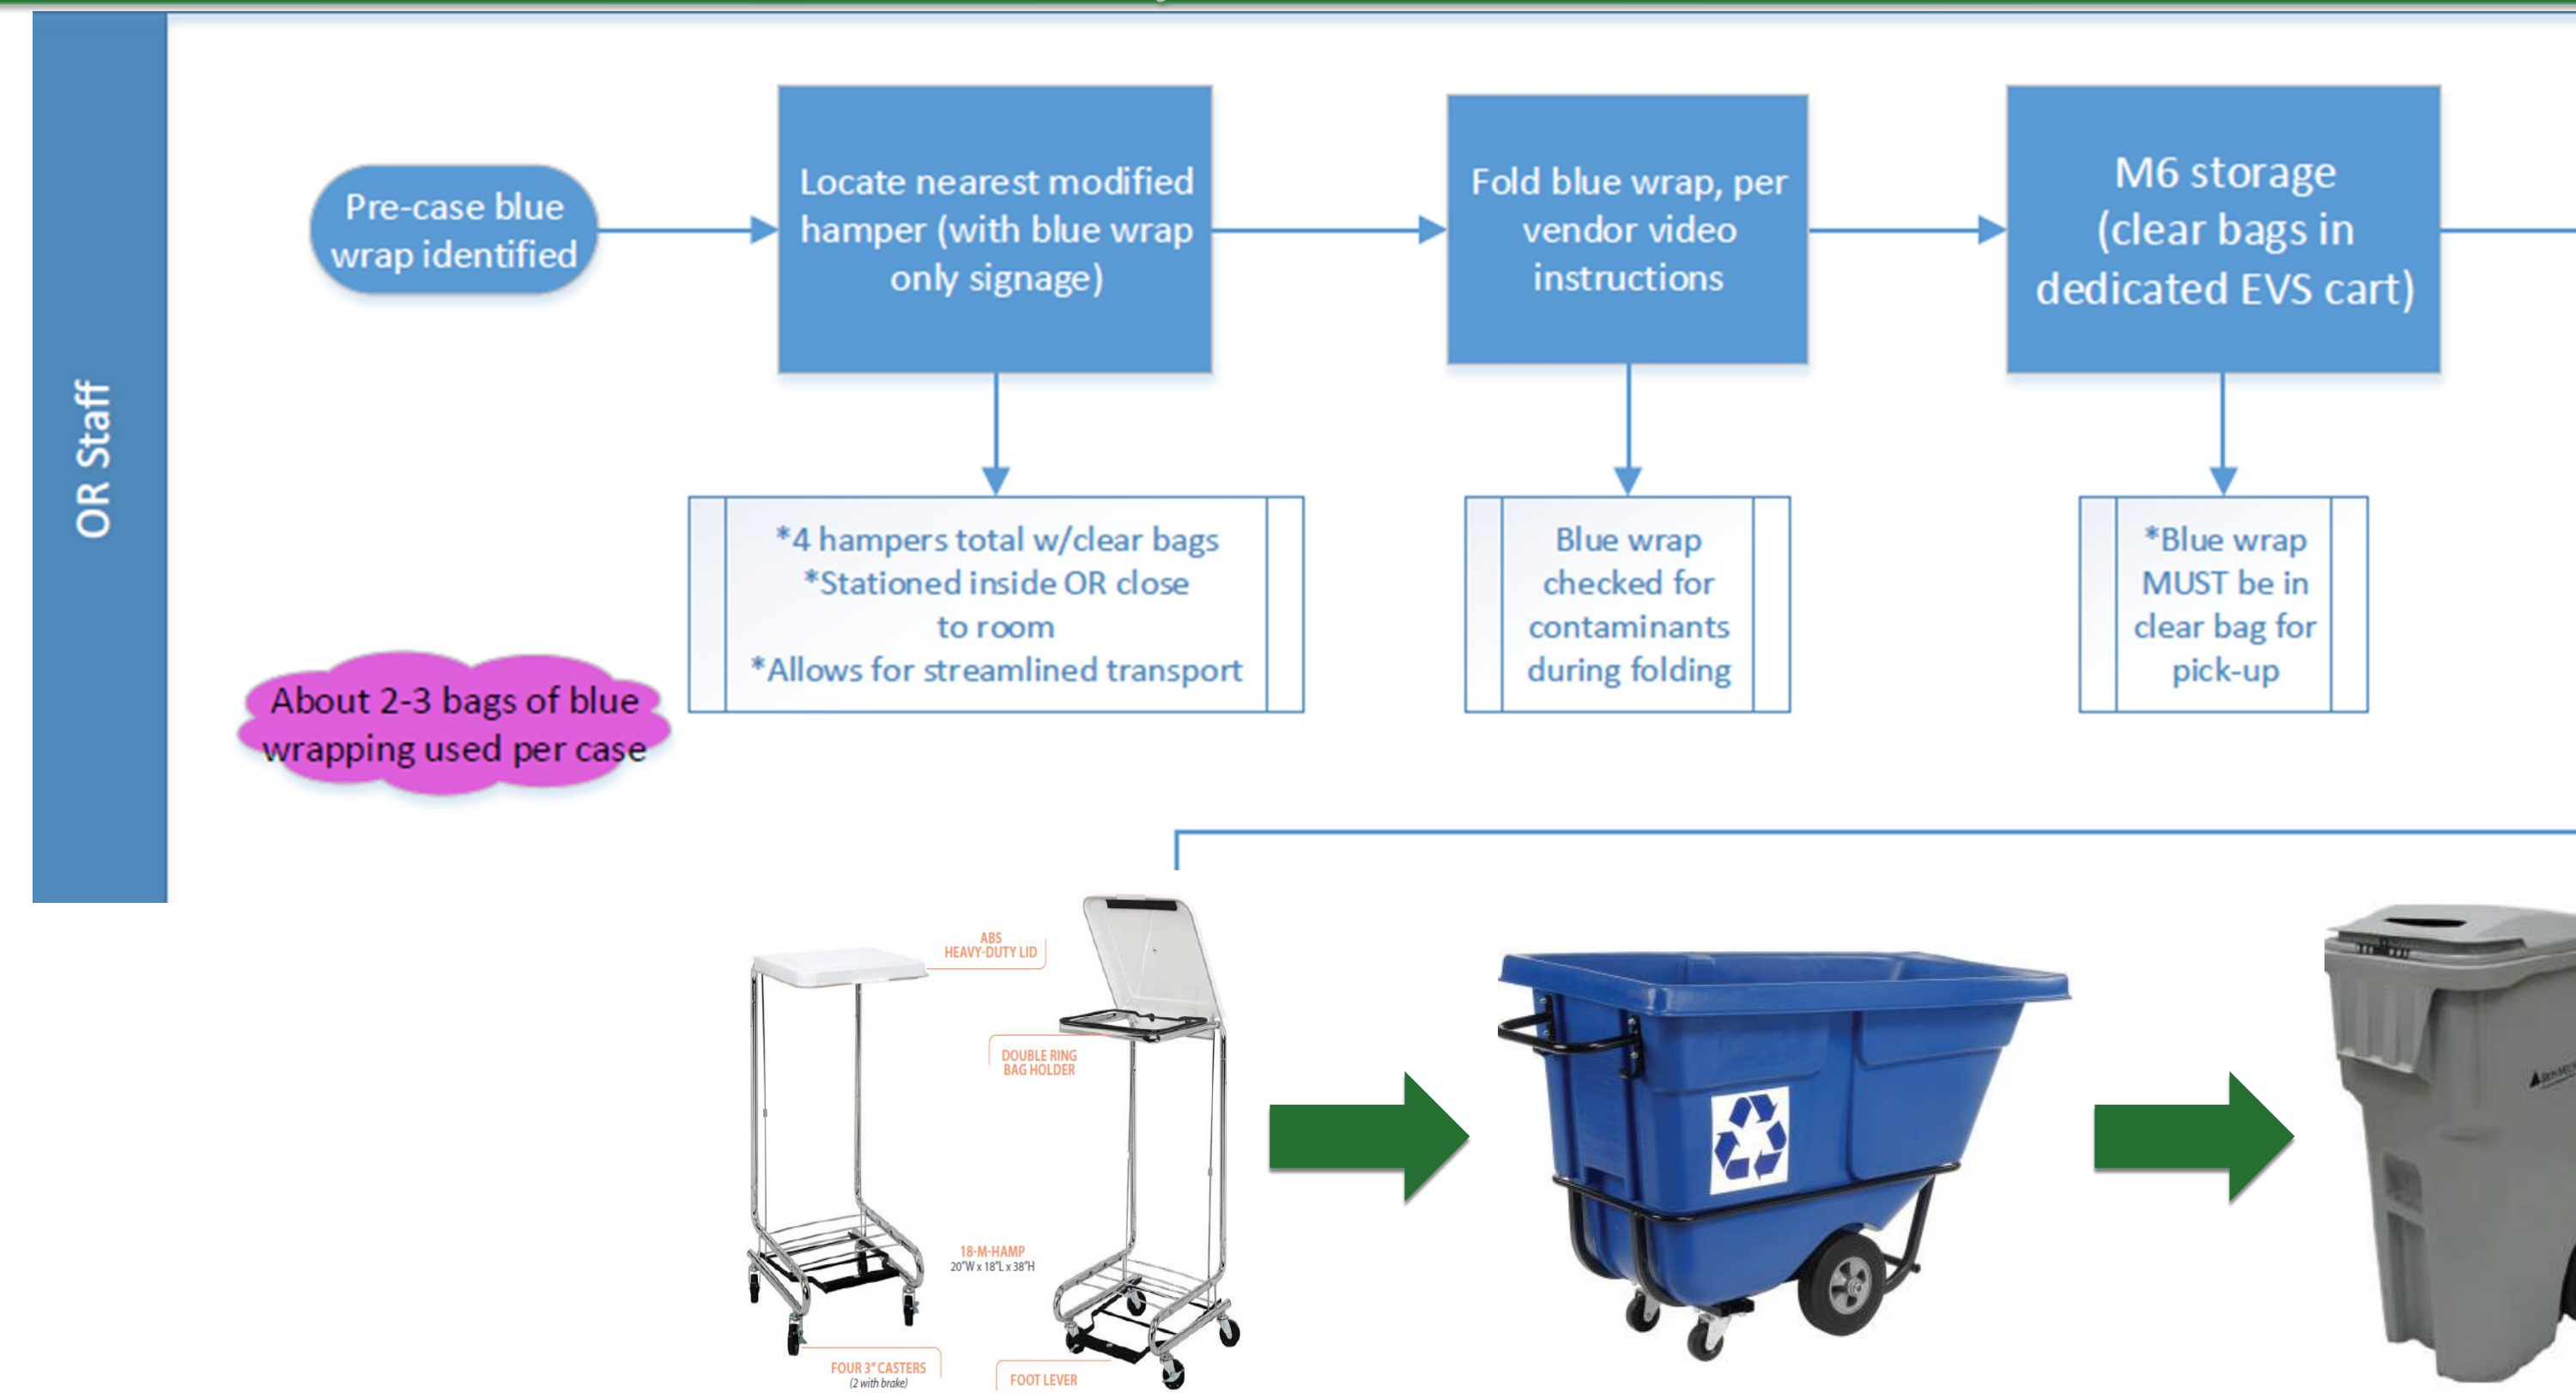 OR Staff
Pre-case blue
wrap identified
Locate nearest modified
hamper (with blue wrap
only signage)
Fold blue wrap, per
vendor video
instructions
M6 storage
(clear bags in
dedicated EVS cart)
*4 hampers total w/clear bags
*Stationed inside OR close
to room
*Allows for streamlined transport
Blue wrap
checked for
contaminants
during folding
*Blue wrap
MUST be in
clear bag for
pick-up
About 2-3 bags of blue
wrapping used per case
ABS
HEAVY-DUTY LID
DOUBLE RING
BAG HOLDER
18-M-HAMP
20"W x 18"L x 38"H
FOUR 3" CASTERS
(2 with brake)
FOOT LEVER